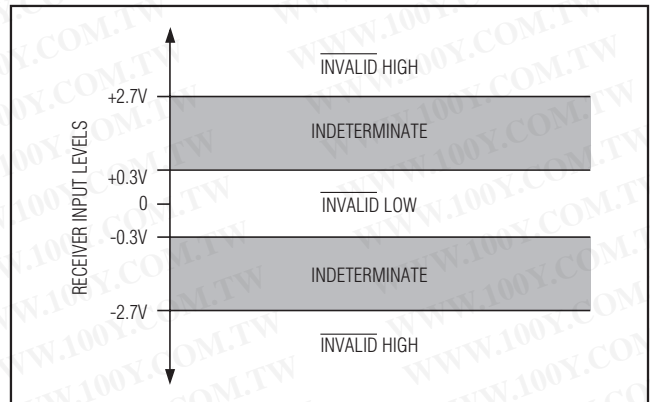 INVALID HIGH
+2.7V
INDETERMINATE
+0.3V
RECEIVER INPUT LEVELS
0
INVALID LOW
-0.3V
INDETERMINATE
-2.7V
INVALID HIGH
WWW.100Y.COM.TW